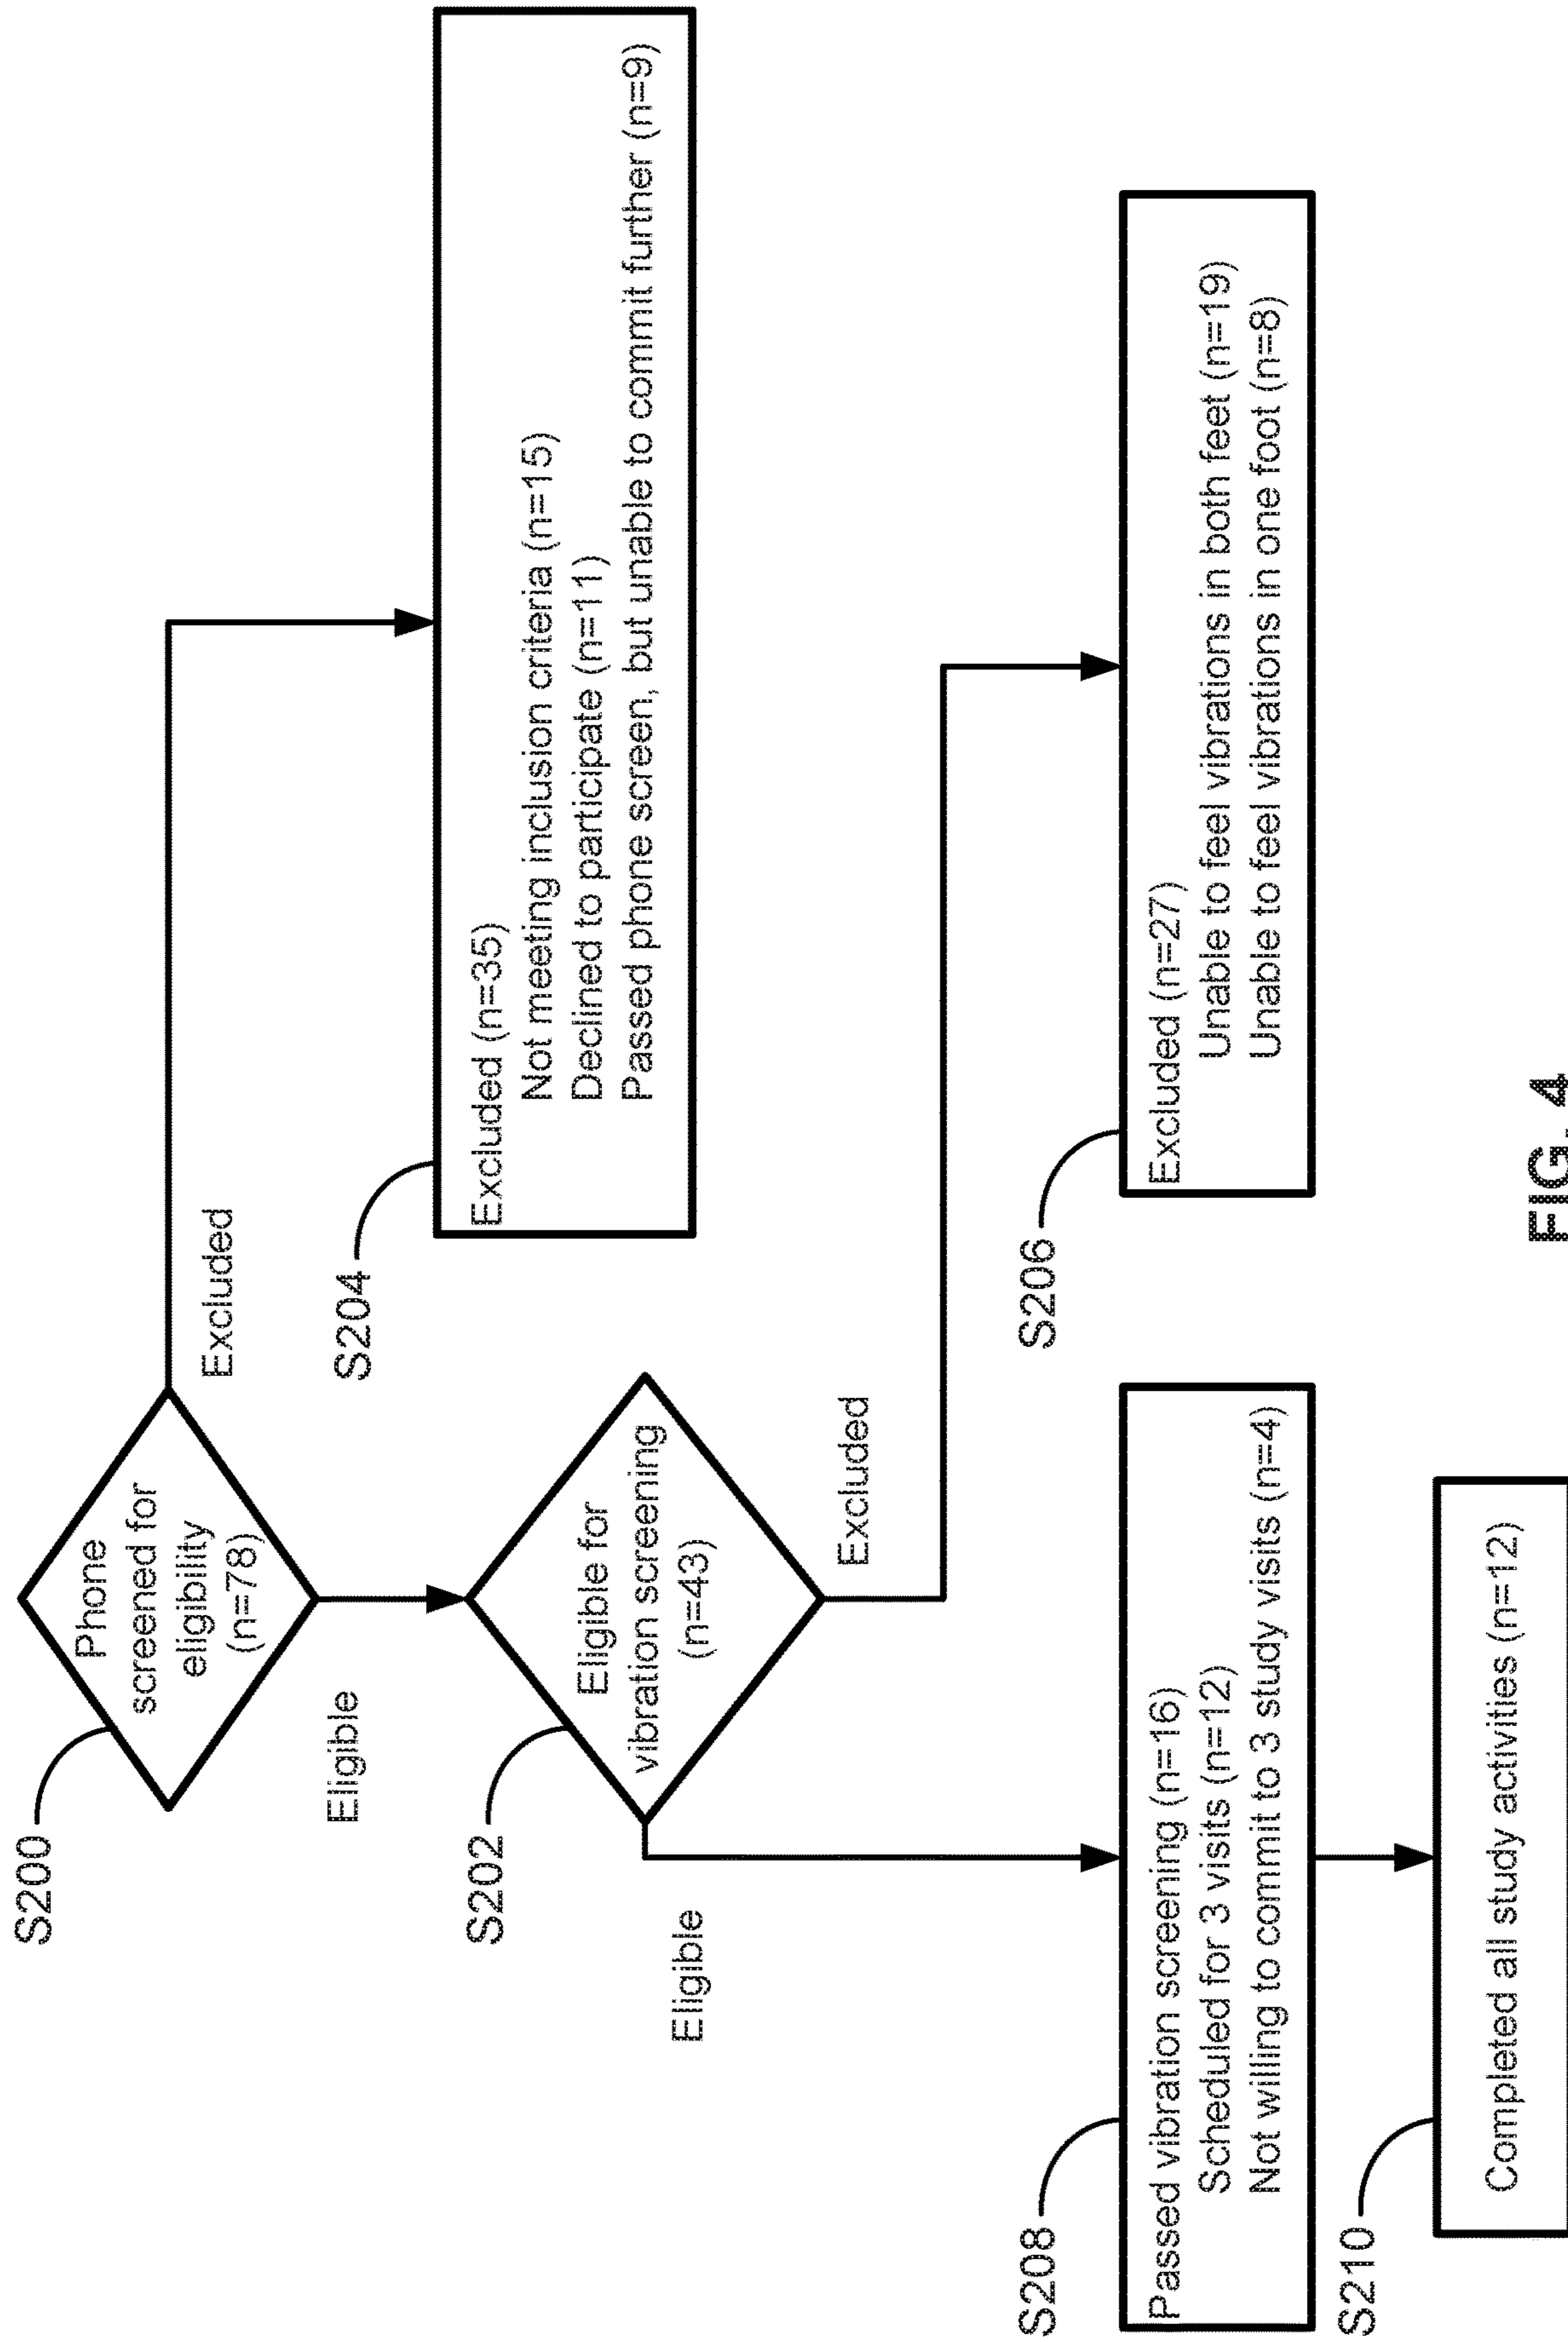 S200
Phone
screened for
eligibility
(n=78)
Excluded
Eligible
S204
Excluded (n=35)
Not meeting inclusion criteria (n=15)
Declined to participate (n=11)
Passed phone screen, but unable to commit further (n=9)
S202
Eligible for
vibration screening
(n=43)
Excluded
Eligible
S206
Excluded (n=27)
Unable to feel vibrations in both feet (n=19)
Unable to feel vibrations in one foot (n=8)
S208
Passed vibration screening (n=16)
Scheduled for 3 visits (n=12)
Not willing to commit to 3 study visits (n=4)
S210
Completed all study activities (n=12)
FIG. 4